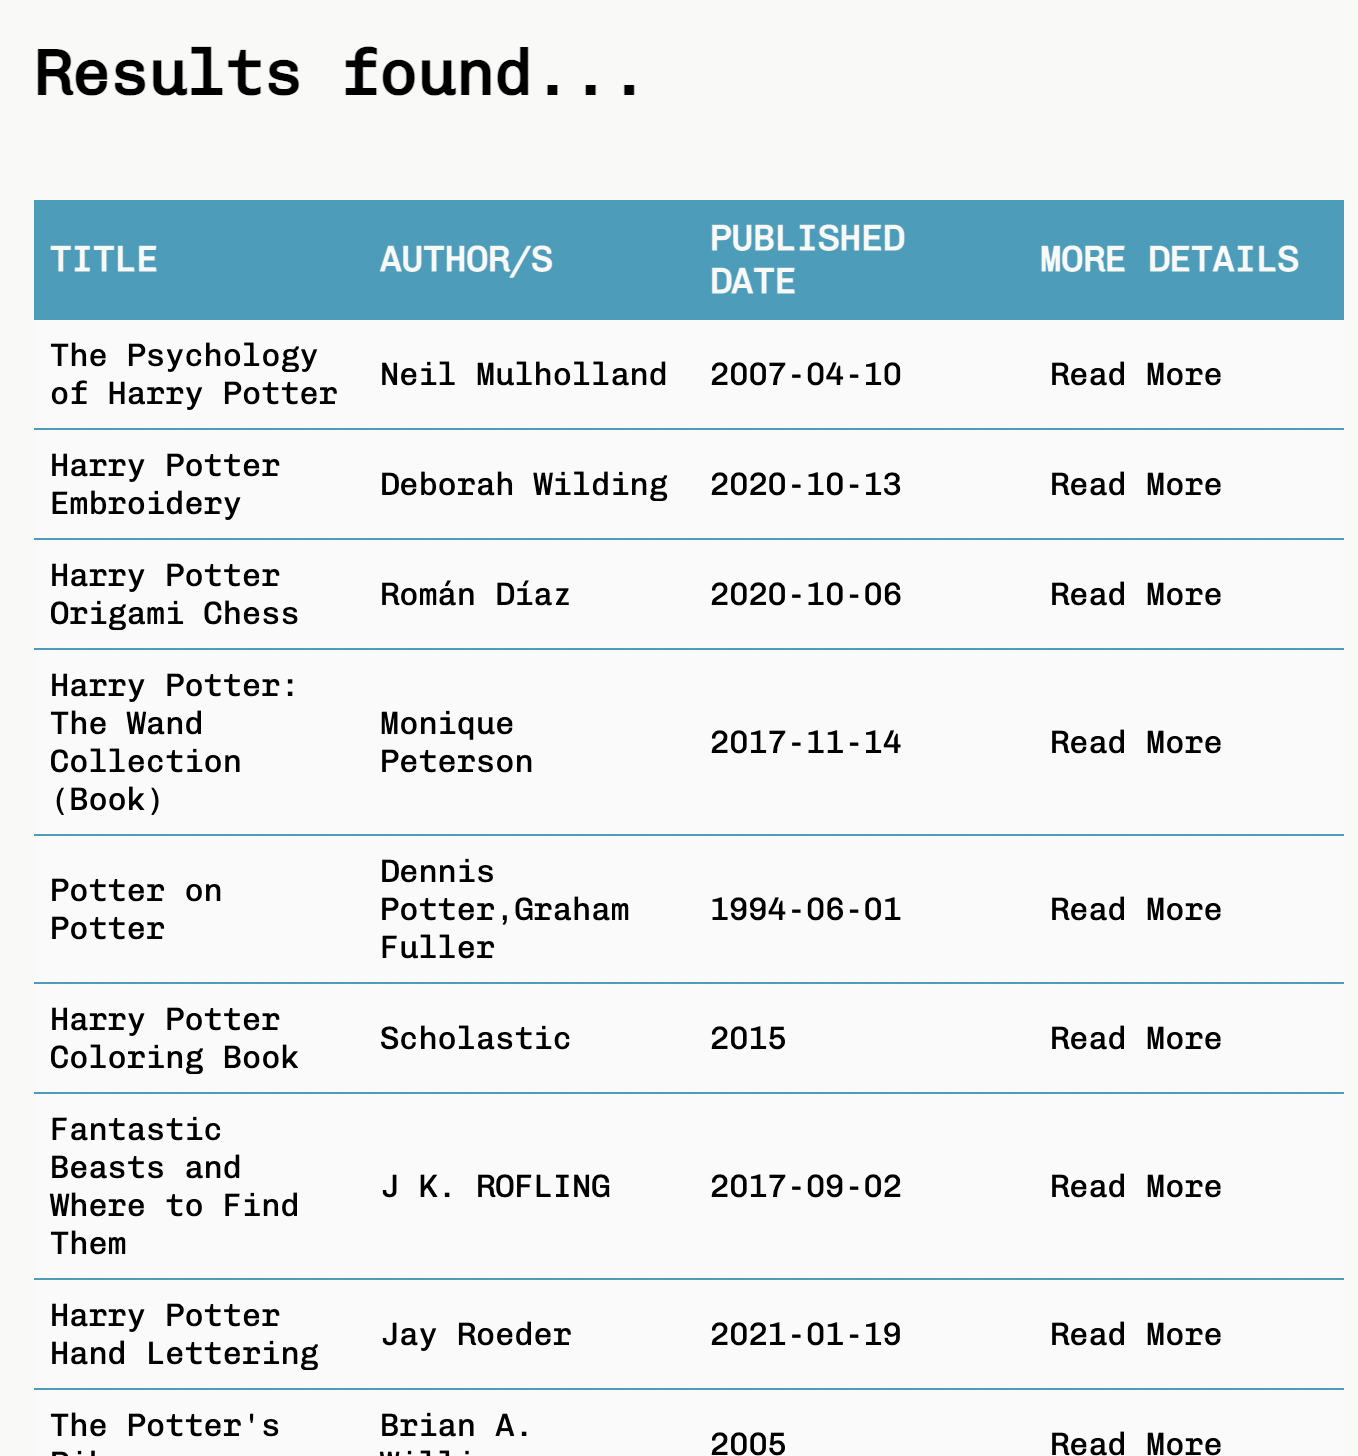 Results found...
TITLE AUTHOR/S PUBLISHED DATE MORE DETAILS
The Psychology
of Harry Potter
Neil Mulholland
2007-04-10
Read More
Harry Potter
Embroidery
Deborah Wilding
2020-10-13
Read More
Harry Potter
Origami Chess
Román Díaz
2020-10-06
Read More
Harry Potter:
The Wand
Collection
(Book)
Monique
Peterson
2017-11-14
Read More
Potter on
Potter
Dennis
Potter,Graham
Fuller
1994-06-01
Read More
Harry Potter
Coloring Book
Scholastic
2015
Read More
Fantastic
Beasts and
Where to Find
Them
J K. ROFLING
2017-09-02
Read More
Harry Potter
Hand Lettering
Jay Roeder
2021-01-19
Read More
The Potter's
Brian A.
2005
Read More